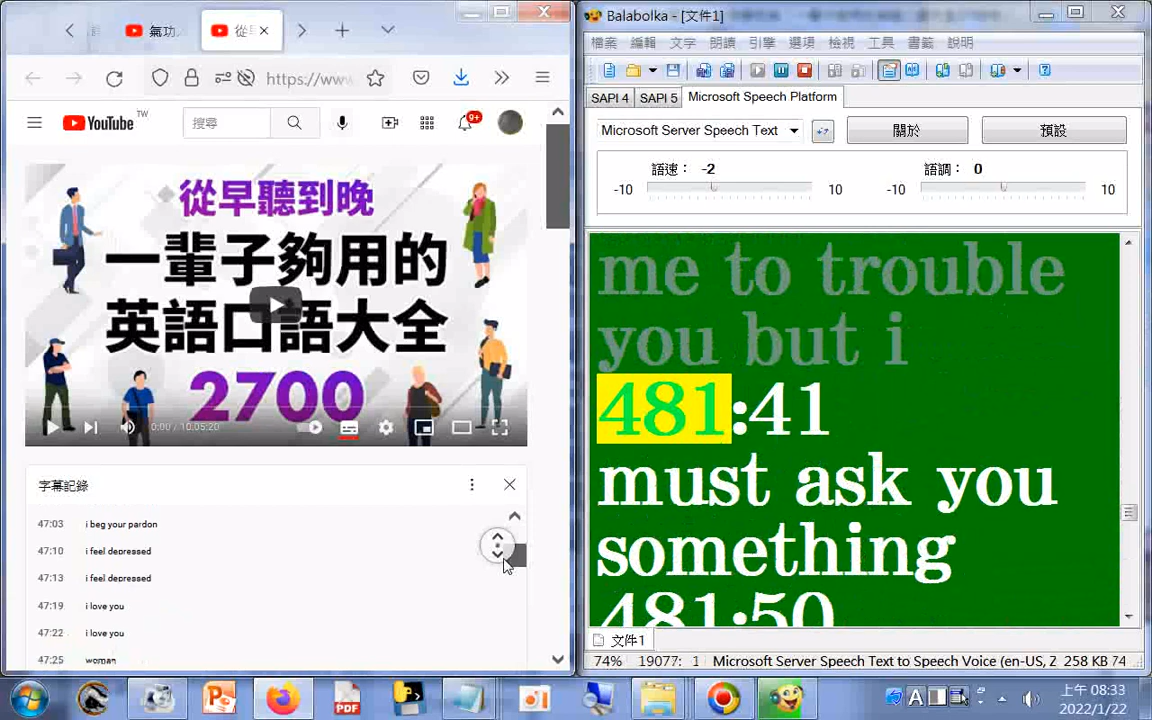 氣功.
從!
https://www
YouTube TW
搜尋
9+
從早聽到晚
一輩子夠用的
英語口語大全
2700
0:00 / 10:05:20
字幕記錄
47:03 i beg your pardon
47:10 i feel depressed
47:13 i feel depressed
47:19 i love you
47:22 i love you
47:25 woman
Balabolka - [文件1]
檔案 編輯 文字 朗讀 引擎 選項 檢視 工具 書籤 說明
SAPI 4 SAPI 5 Microsoft Speech Platform
Microsoft Server Speech Text
關於
預設
語速： -2
-10 10
語調： 0
-10 10
me to trouble
you but i
481:41
must ask you
something
481:50
文件1
74% 19077: 1 Microsoft Server Speech Text to Speech Voice (en-US, Z 258 KB 74
PDF
A
上午 08:33
2022/1/22